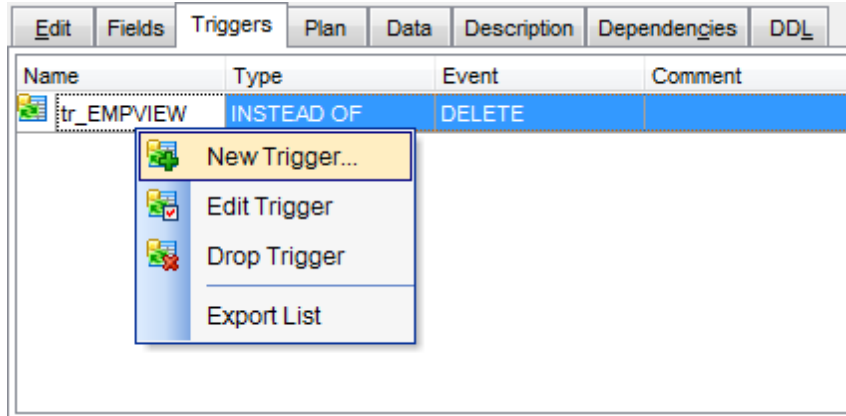 Edit Fields Triggers Plan Data Description Dependencies DDL
Name Type Event Comment
tr_EMPVIEW INSTEAD OF DELETE
New Trigger...
Edit Trigger
Drop Trigger
Export List